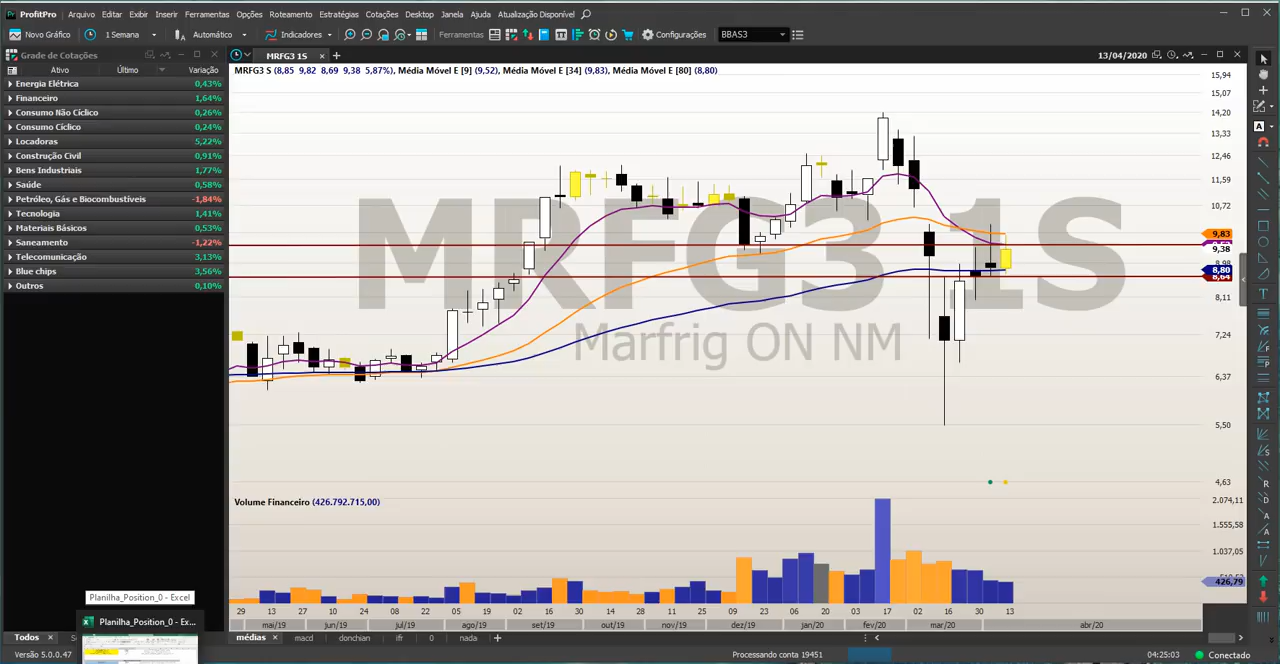 ProfitPro Arquivo Editar Exibir Inserir Ferramentas Opções Roteamento Estratégias Cotações Desktop Janela Ajuda Atualização Disponível
Novo Gráfico 1 Semana Automático Indicadores Ferramentas Configurações BBAS3
Grade de Cotações
Ativo Último Variação
Energia Elétrica 0,43%
Financeiro 1,64%
Consumo Não Cíclico 0,26%
Consumo Cíclico 0,24%
Locadoras 5,22%
Construção Civil 0,91%
Bens Industriais 1,77%
Saúde 0,58%
Petróleo, Gás e Biocombustíveis -1,84%
Tecnologia 1,41%
Materiais Básicos 0,53%
Saneamento -1,22%
Telecomunicação 3,13%
Blue chips 3,56%
Outros 0,10%
MRFG3 1S
13/04/2020
MRFG3 S (8,85 9,82 8,69 9,38 5,87%), Média Móvel E [9] (9,52), Média Móvel E [34] (9,83), Média Móvel E [80] (8,80)
MRFG3 1S
Marfrig ON NM
15,94
15,07
14,20
13,33
12,46
11,59
10,72
9,83
9,38
8,98
8,80
8,64
8,11
7,24
6,37
5,50
4,63
Volume Financeiro (426.792.715,00)
2.074,11
1.555,58
1.037,05
426,79
29 13 27 10 24 08 22 05 19 02 16 30 14 28 11 25 09 23 06 20 03 17 02 16 30 13
mai/19 jun/19 jul/19 ago/19 set/19 out/19 nov/19 dez/19 jan/20 fev/20 mar/20 abr/20
Planilha_Position_0 - Excel
Planilha_Position_0 - Ex...
Todos
médias macd donchian ifr 0 nada
Versão 5.0.0.47
Processando conta 19451
04:25:03 Conectado